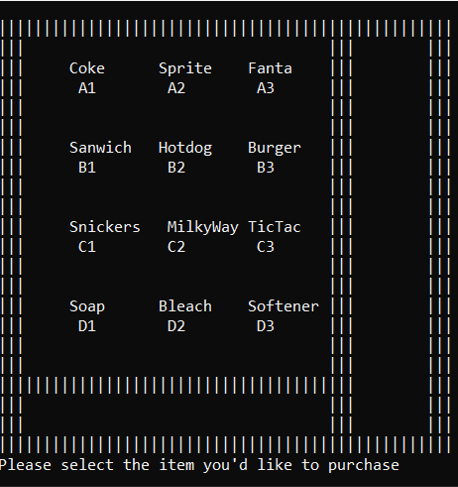 Coke Sprite Fanta
A1 A2 A3
Sanwich Hotdog Burger
B1 B2 B3
Snickers MilkyWay TicTac
C1 C2 C3
Soap Bleach Softener
D1 D2 D3
Please select the item you'd like to purchase